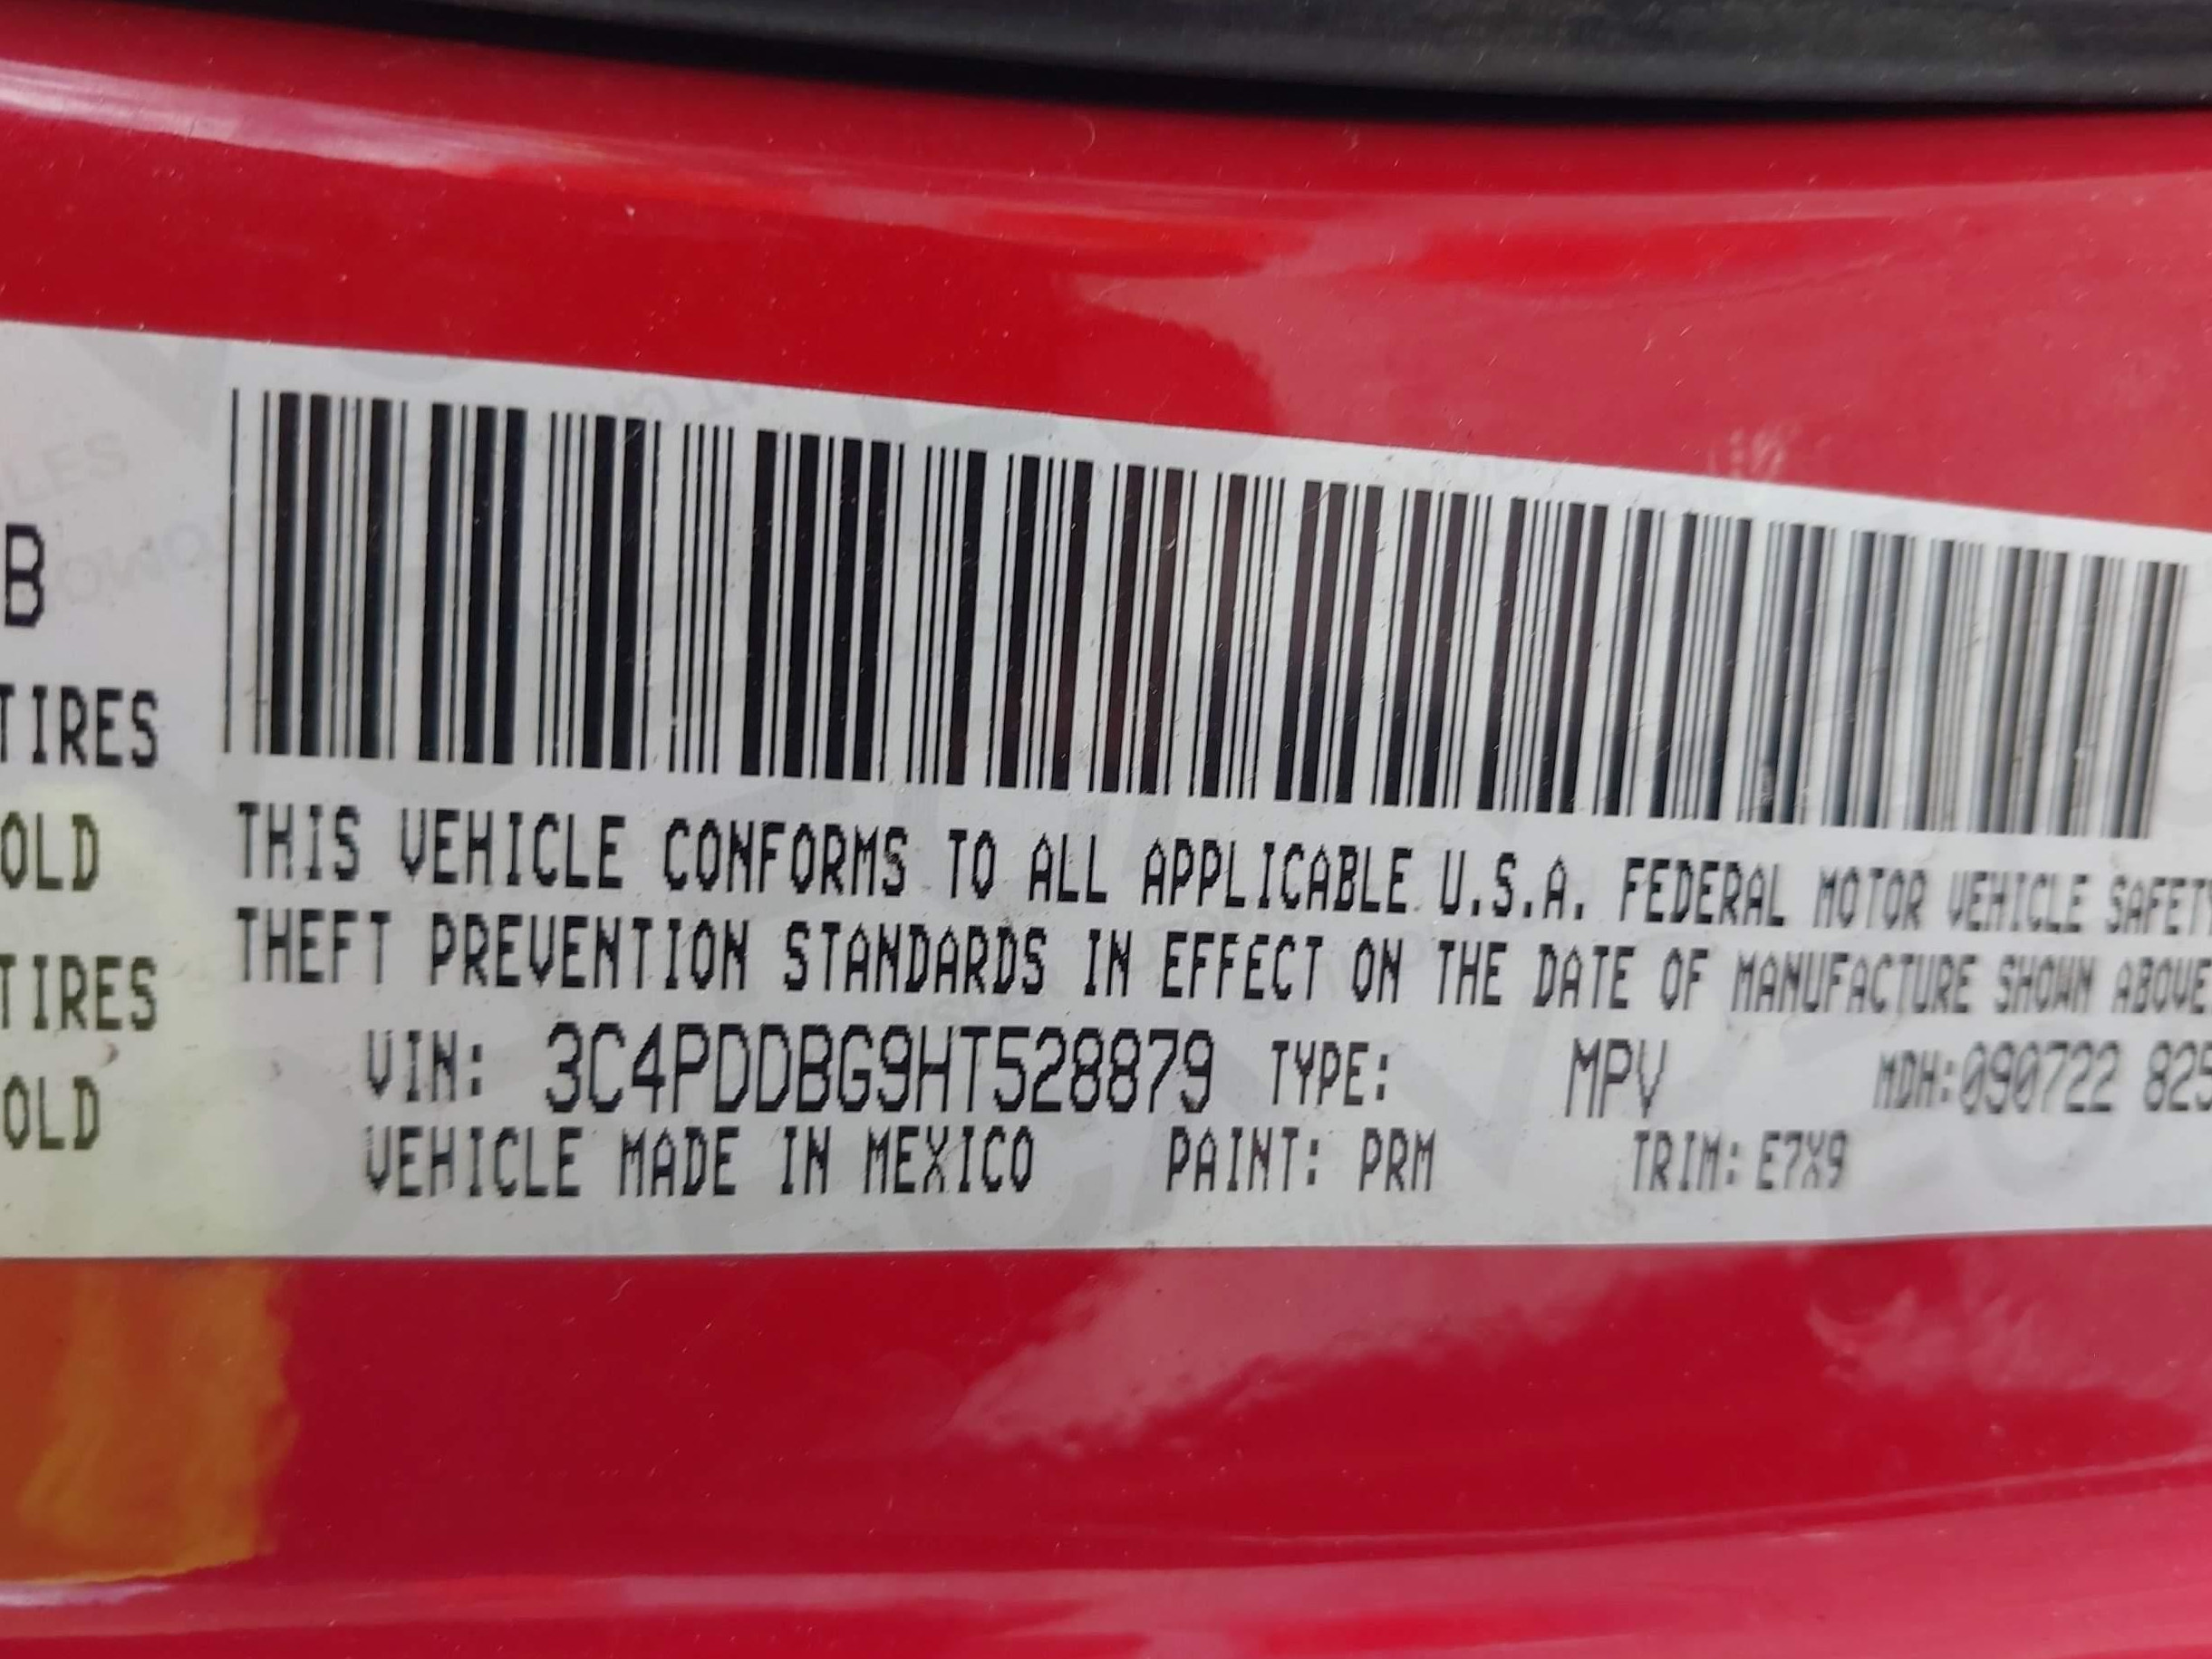 B
TIRES
OLD
TIRES
OLD
THIS VEHICLE CONFORMS TO ALL APPLICABLE U.S.A. FEDERAL MOTOR VEHICLE SAFETY
THEFT PREVENTION STANDARDS IN EFFECT ON THE DATE OF MANUFACTURE SHOWN ABOVE
VIN: 3C4PDDBG9HT528879 TYPE: MPV MDH:090722 825
VEHICLE MADE IN MEXICO PAINT: PRM TRIM: E7X9